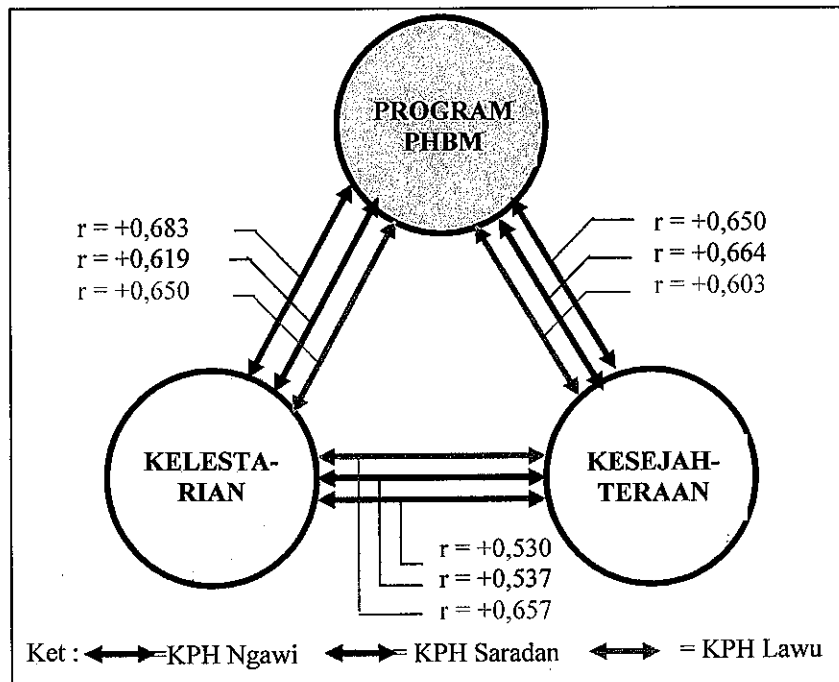 PROGRAM
PHBM
r = +0,683
r = +0,619
r = +0,650
r = +0,650
r = +0,664
r = +0,603
KELESTA-
RIAN
KESEJAH-
TERAAN
r = +0,530
r = +0,537
r = +0,657
Ket : = KPH Ngawi = KPH Saradan = KPH Lawu